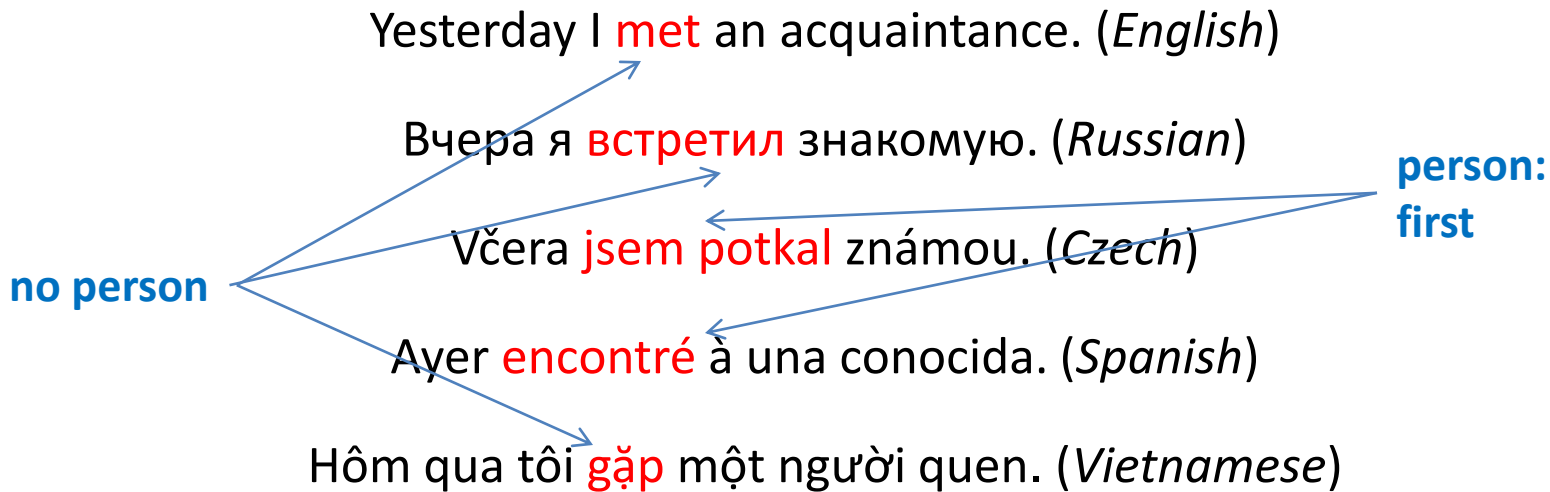 Yesterday I met an acquaintance. (English)
Вчера я встретил знакомую. (Russian)
person:
first
Včera jsem potkal známou. (Czech)
no person
Ayer encontré à una conocida. (Spanish)
Hôm qua tôi gặp một người quen. (Vietnamese)